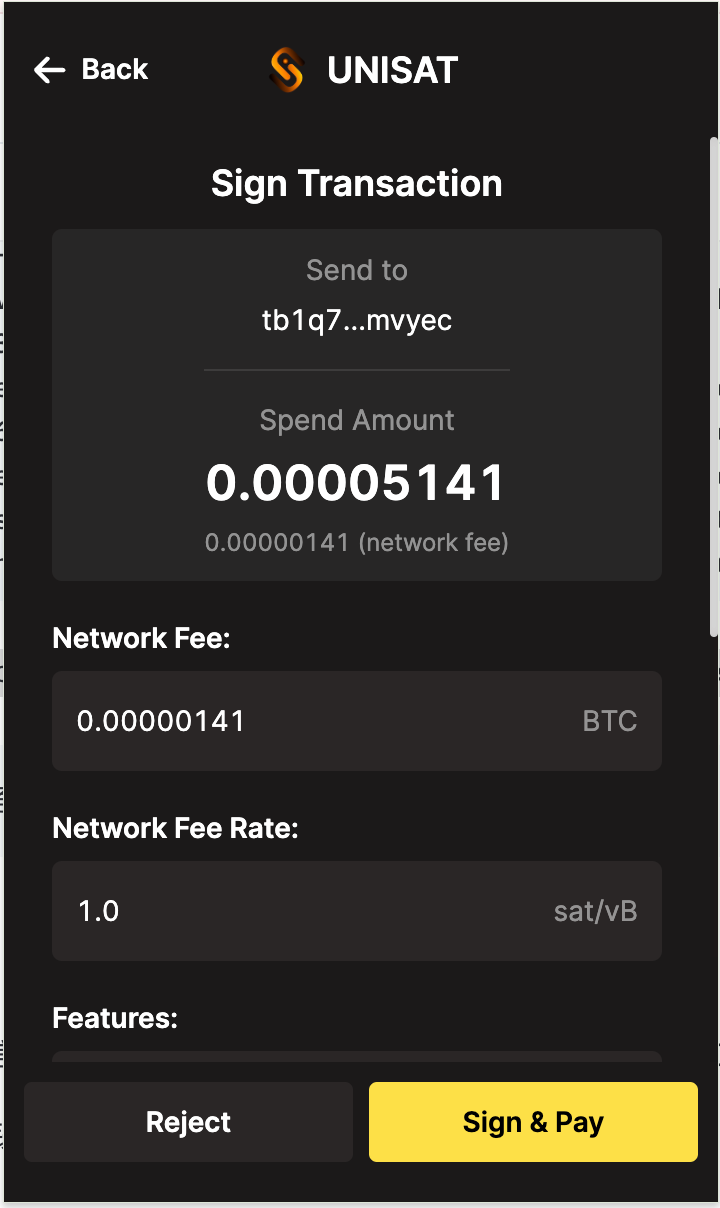 Back
UNISAT
Sign Transaction
Send to
tb1q7...mvyec
Spend Amount
0.00005141
0.00000141 (network fee)
Network Fee:
0.00000141 BTC
Network Fee Rate:
1.0 sat/vB
Features:
Reject
Sign & Pay